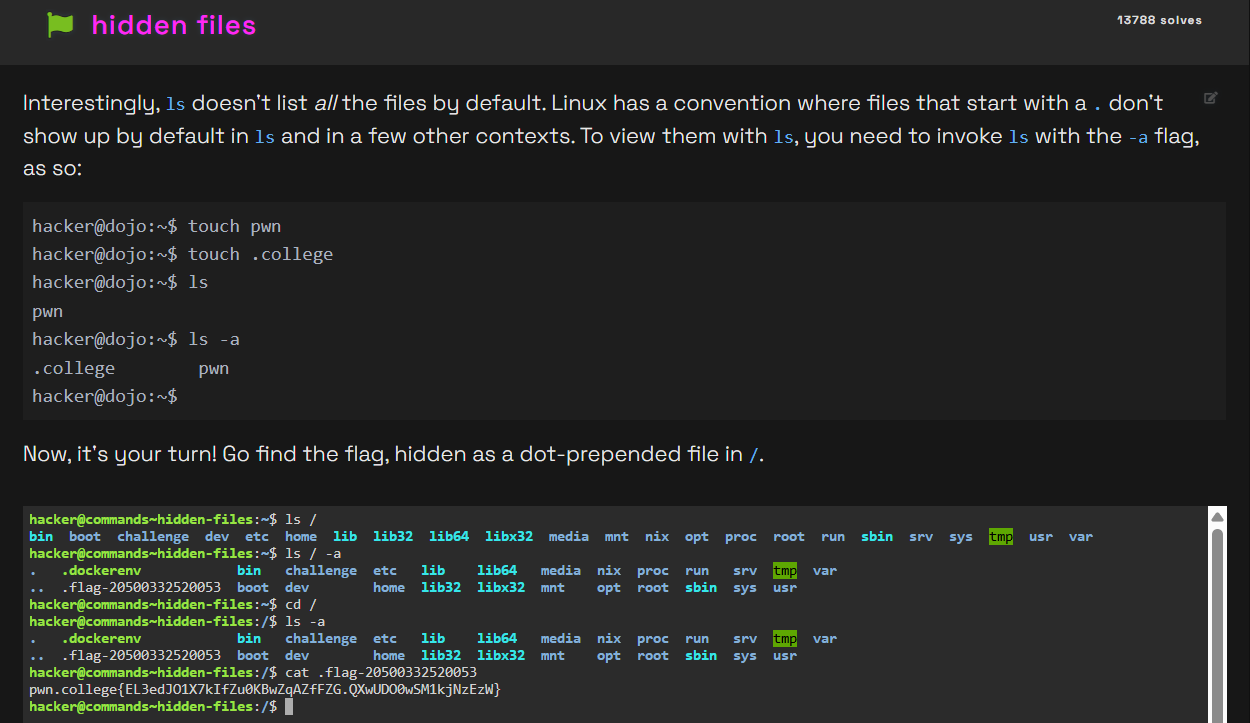 hidden files
13788 solves
Interestingly, ls doesn't list all the files by default. Linux has a convention where files that start with a . don't
show up by default in ls and in a few other contexts. To view them with ls, you need to invoke ls with the -a flag,
as so:
hacker@dojo:~$ touch pwn
hacker@dojo:~$ touch .college
hacker@dojo:~$ ls
pwn
hacker@dojo:~$ ls -a
.college        pwn
hacker@dojo:~$
Now, it's your turn! Go find the flag, hidden as a dot-prepended file in /.
hacker@commands~hidden-files:~$ ls /
bin  boot  challenge  dev  etc  home  lib  lib32  lib64  libx32  media  mnt  nix  opt  proc  root  run  sbin  srv  sys  tmp  usr  var
hacker@commands~hidden-files:~$ ls / -a
.   .dockerenv            bin   challenge  etc   lib    lib64   media  nix  proc  run   srv  tmp  var
..  .flag-20500332520053  boot  dev        home  lib32  libx32  mnt    opt  root  sbin  sys  usr
hacker@commands~hidden-files:~$ cd /
hacker@commands~hidden-files:/$ ls -a
.   .dockerenv            bin   challenge  etc   lib    lib64   media  nix  proc  run   srv  tmp  var
..  .flag-20500332520053  boot  dev        home  lib32  libx32  mnt    opt  root  sbin  sys  usr
hacker@commands~hidden-files:/$ cat .flag-20500332520053
pwn.college{EL3edJO1X7kIfZu0KBwZqAZfFZG.QXwUDO0wSM1kjNzEzW}
hacker@commands~hidden-files:/$